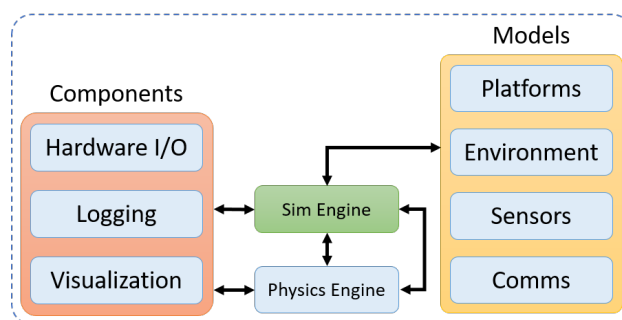 Models
Components
Platforms
Hardware I/O
Environment
Logging
Sim Engine
Sensors
Visualization
Physics Engine
Comms